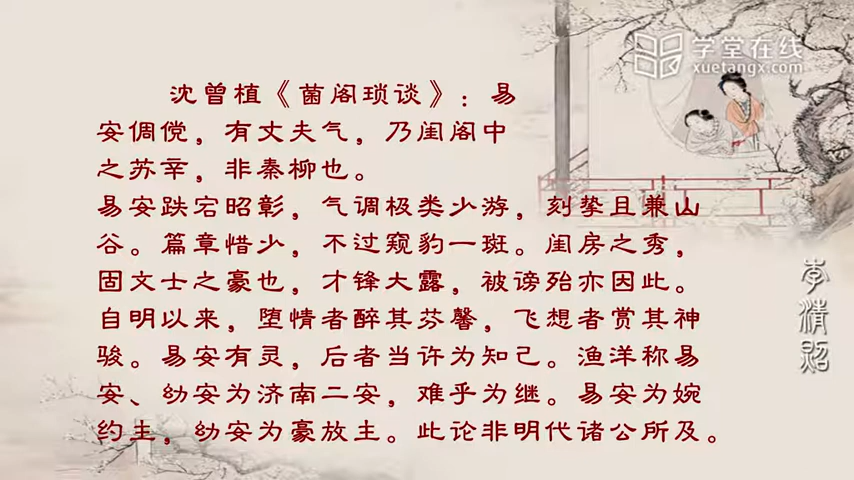 学堂在线
xuetangx.com
沈曾植《菌阁琐谈》：易
安倜傥，有丈夫气，乃闺阁中
之苏辛，非秦柳也。
易安跌宕昭彰，气调极类少游，刻挚且兼山
谷。篇章惜少，不过窥豹一斑。闺房之秀，
固文士之豪也，才锋大露，被谤殆亦因此。
自明以来，堕情者醉其芬馨，飞想者赏其神
骏。易安有灵，后者当许为知己。渔洋称易
安、幼安为济南二安，难乎为继。易安为婉
约主，幼安为豪放主。此论非明代诸公所及。
李清照